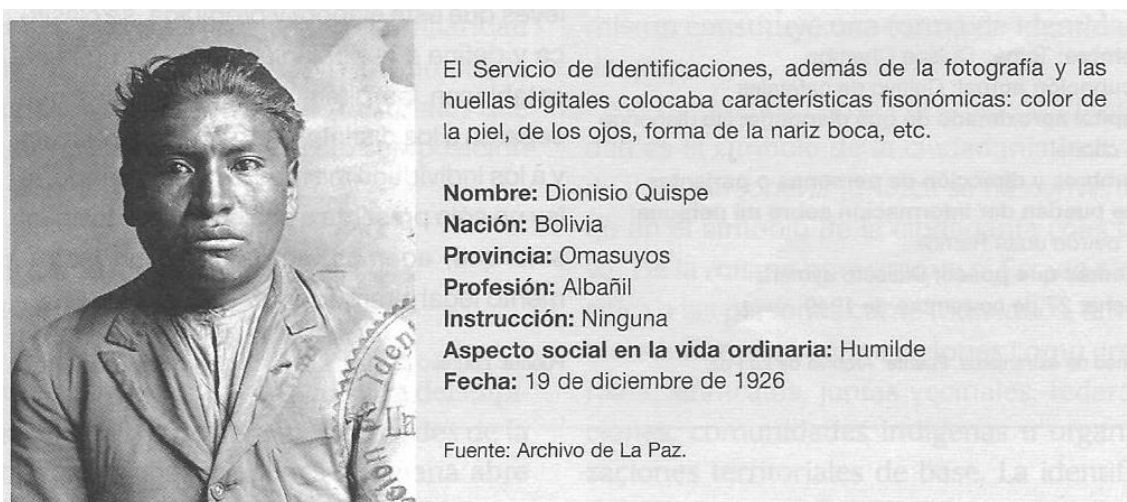 El Servicio de Identificaciones, además de la fotografía y las
huellas digitales colocaba características fisonómicas: color de
la piel, de los ojos, forma de la nariz boca, etc.
Nombre: Dionisio Quispe
Nación: Bolivia
Provincia: Omasuyos
Profesión: Albañil
Instrucción: Ninguna
Aspecto social en la vida ordinaria: Humilde
Fecha: 19 de diciembre de 1926
Fuente: Archivo de La Paz.